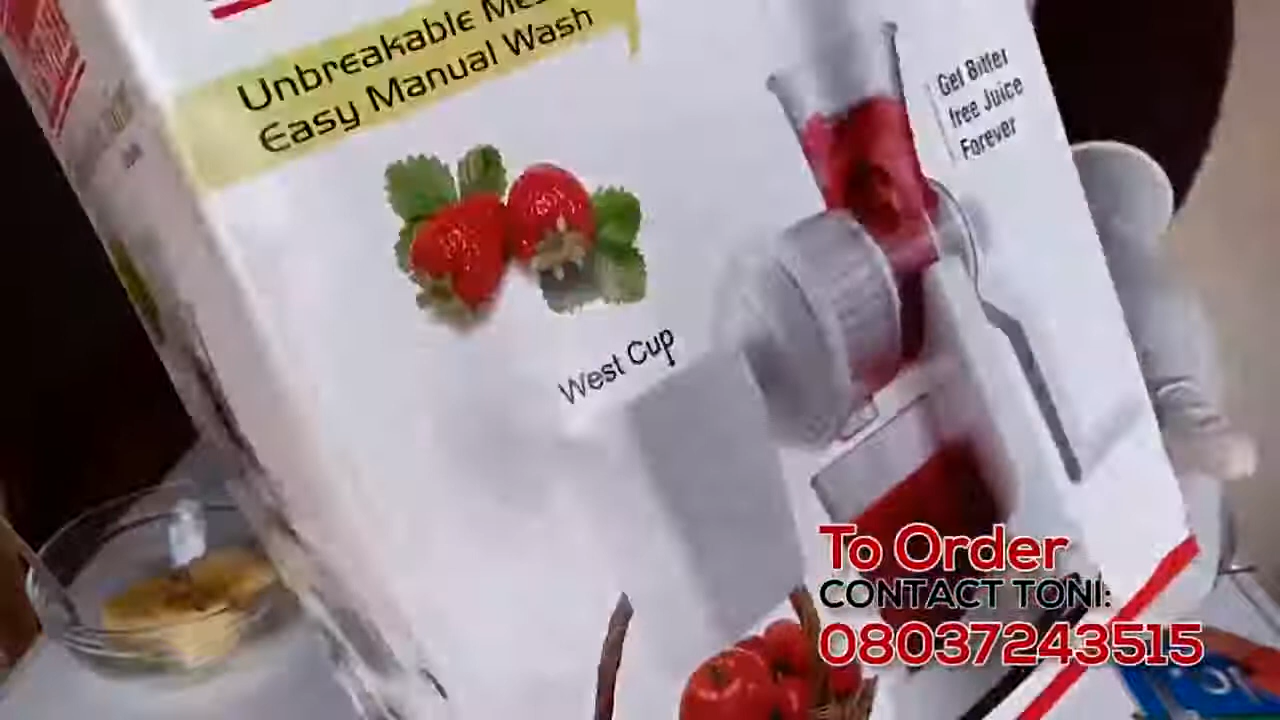 Unbreakable
Easy Manual Wash
Get Bitter
free Juice
Forever
West Cup
To Order
CONTACT TONI:
08037243515